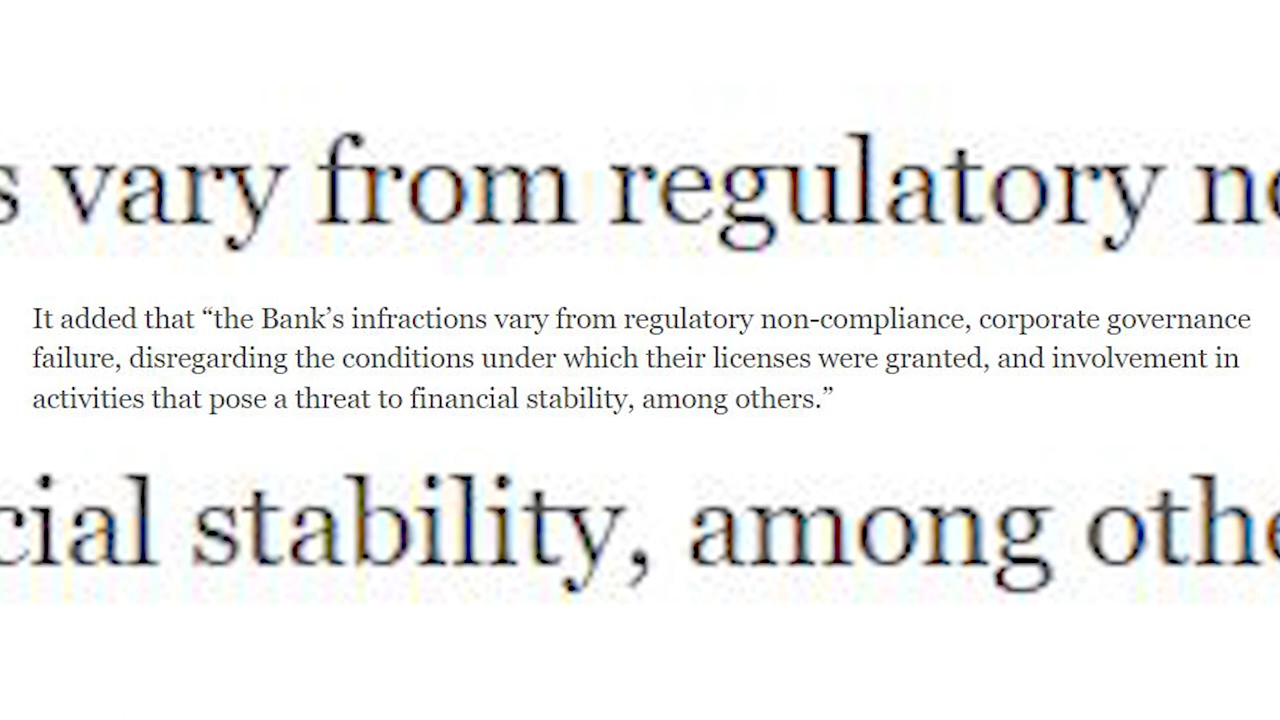 s vary from regulatory no
It added that “the Bank’s infractions vary from regulatory non-compliance, corporate governance
failure, disregarding the conditions under which their licenses were granted, and involvement in
activities that pose a threat to financial stability, among others.”
cial stability, among othe